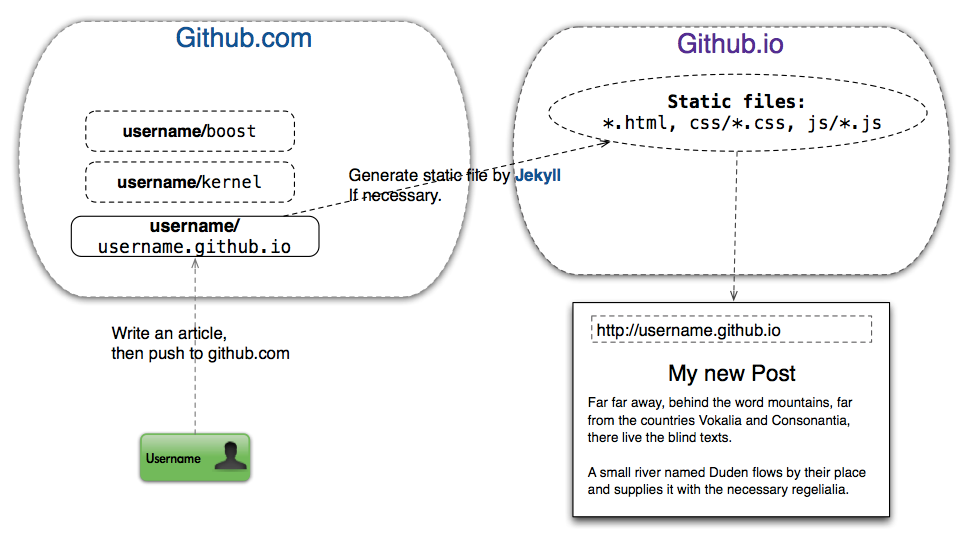 Github.com
username/boost
username/kernel
username/
username.github.io
Write an article,
then push to github.com
Username
Generate static file by Jekyll
If necessary.
Github.io
Static files:
*.html, css/*.css, js/*.js
http://username.github.io
My new Post
Far far away, behind the word mountains, far
from the countries Vokalia and Consonantia,
there live the blind texts.
A small river named Duden flows by their place
and supplies it with the necessary regelialia.